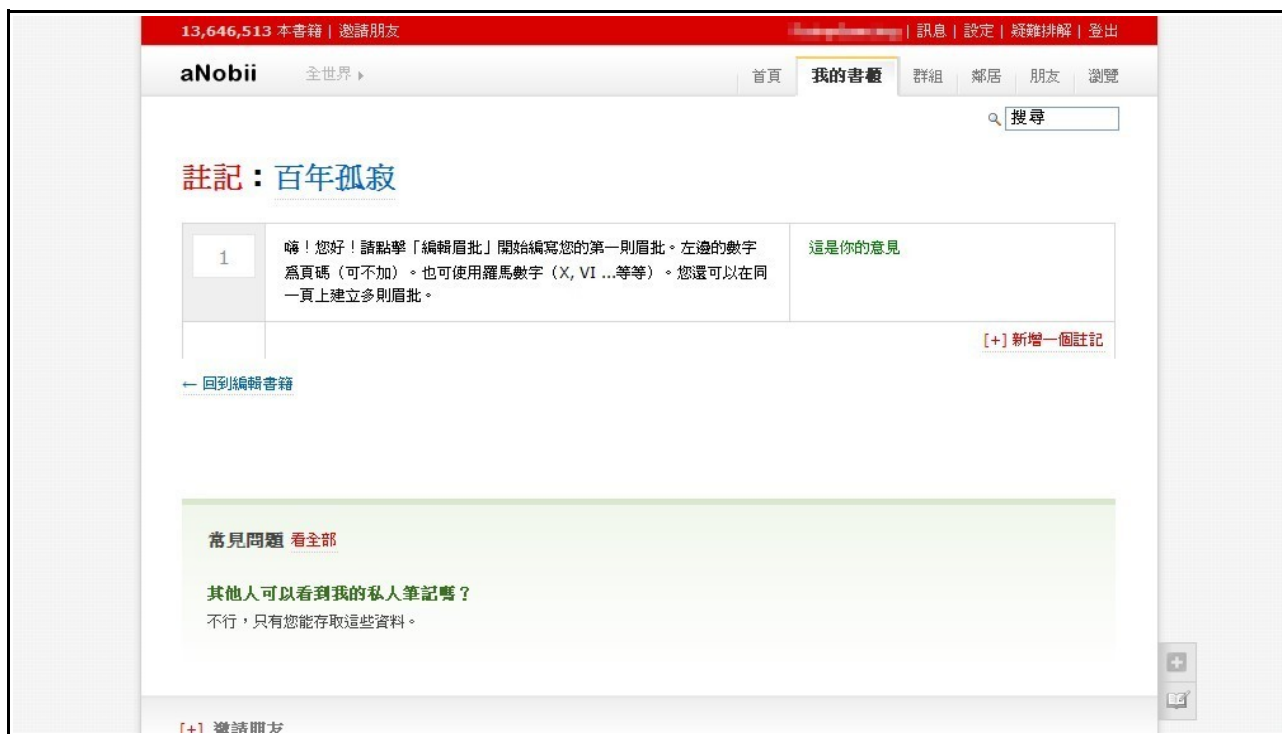 13,646,513 本書籍 | 邀請朋友
| 訊息 | 設定 | 疑難排解 | 登出
aNobii 全世界
首頁 我的書櫃 群組 鄰居 朋友 瀏覽
搜尋
註記：百年孤寂
1
嗨！您好！請點擊「編輯眉批」開始編寫您的第一則眉批。左邊的數字
爲頁碼（可不加）。也可使用羅馬數字（X, VI ...等等）。您還可以在同
一頁上建立多則眉批。
這是你的意見
[+] 新增一個註記
← 回到編輯書籍
常見問題 看全部
其他人可以看到我的私人筆記嗎？
不行，只有您能存取這些資料。
[+] 邀請朋友